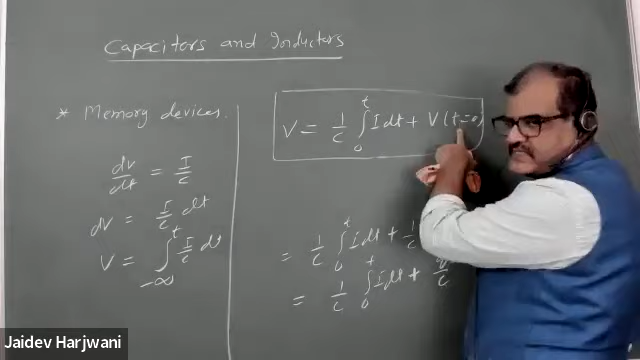 Capacitors and Inductors
* Memory devices.
dv/dt = I/C
dv = I/C dt
V = ∫_{-∞}^{t} I/C dt
V = 1/C ∫_0^t I dt + V(t=0)
= 1/C ∫_0^t I dt + 1/C
= 1/C ∫_0^t I dt + q/C
Jaidev Harjwani